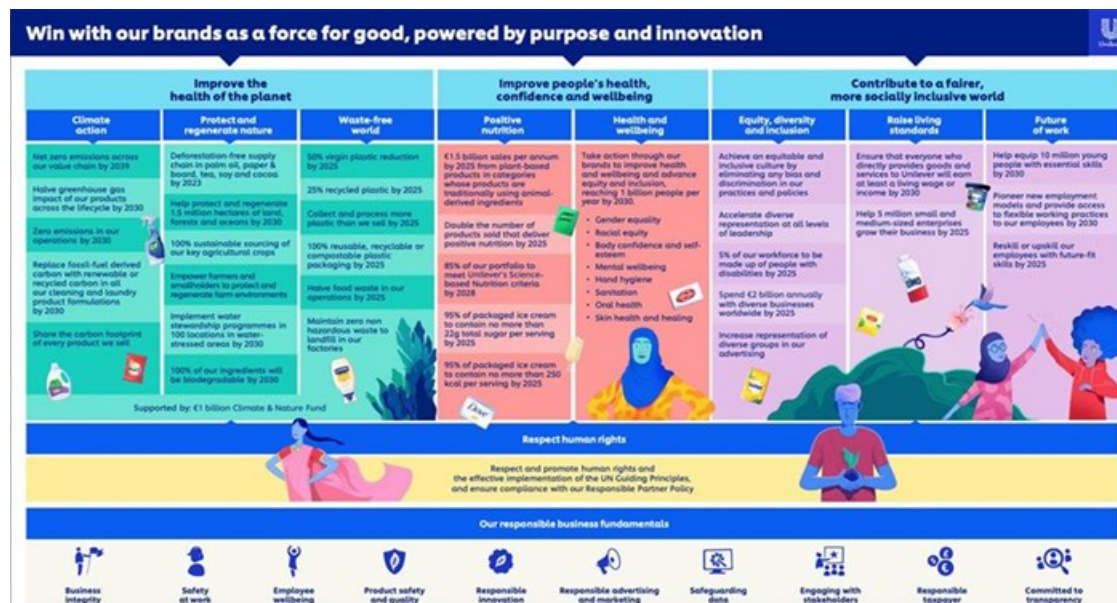 Win with our brands as a force for good, powered by purpose and innovation
Improve the
health of the planet
Climate
action
Net zero emissions across
our value chain by 2039
Halve greenhouse gas
impact of our products
across the lifecycle by 2030
Zero emissions in our
operations by 2030
Replace fossil-fuel derived
carbon with renewable or
recycled carbon in all
our cleaning and laundry
product formulations
by 2030
Share the carbon footprint
of every product we sell
Protect and
regenerate nature
Deforestation-free supply
chain in palm oil, paper &
board, tea, soy and cocoa
by 2023
Help protect and regenerate
1.5 million hectares of land,
forests and oceans by 2030
100% sustainable sourcing of
our key agricultural crops
Empower farmers and
smallholders to protect and
regenerate farm environments
Implement water
stewardship programmes in
100 locations in water-
stressed areas by 2030
100% of our ingredients will
be biodegradable by 2030
Waste-free
world
50% virgin plastic reduction
by 2025
25% recycled plastic by 2025
Collect and process more
plastic than we sell by 2025
100% reusable, recyclable or
compostable plastic
packaging by 2025
Halve food waste in our
operations by 2025
Maintain zero non
hazardous waste to
landfill in our
factories
Supported by: €1 billion Climate & Nature Fund
Improve people's health,
confidence and wellbeing
Positive
nutrition
€1.5 billion sales per annum
by 2025 from plant-based
products in categories
whose products are
traditionally using animal-
derived ingredients
Double the number of
products sold that deliver
positive nutrition by 2025
85% of our portfolio to
meet Unilever's Science-
based Nutrition criteria
by 2028
95% of packaged ice cream
to contain no more than
22g total sugar per serving
by 2025
95% of packaged ice cream
to contain no more than 250
kcal per serving by 2025
Dove
Health and
wellbeing
Take action through our
brands to improve health
and wellbeing and advance
equity and inclusion,
reaching 1 billion people per
year by 2030.
• Gender equality
• Racial equity
• Body confidence and self-
esteem
• Mental wellbeing
• Hand hygiene
• Sanitation
• Oral health
• Skin health and healing
Contribute to a fairer,
more socially inclusive world
Equity, diversity
and inclusion
Achieve an equitable and
inclusive culture by
eliminating any bias and
discrimination in our
practices and policies
Accelerate diverse
representation at all levels
of leadership
5% of our workforce to be
made up of people with
disabilities by 2025
Spend €2 billion annually
with diverse businesses
worldwide by 2025
Increase representation of
diverse groups in our
advertising
Raise living
standards
Ensure that everyone who
directly provides goods and
services to Unilever will earn
at least a living wage or
income by 2030
Help 5 million small and
medium-sized enterprises
grow their business by 2025
Future
of work
Help equip 10 million young
people with essential skills
by 2030
Pioneer new employment
models and provide access
to flexible working practices
to our employees by 2030
Reskill or upskill our
employees with future-fit
skills by 2025
Respect human rights
Respect and promote human rights and
the effective implementation of the UN Guiding Principles,
and ensure compliance with our Responsible Partner Policy
Our responsible business fundamentals
Business
integrity
Safety
at work
Employee
wellbeing
Product safety
and quality
Responsible
innovation
Responsible advertising
and marketing
Safeguarding
data
Engaging with
stakeholders
Responsible
taxpayer
Committed to
transparency